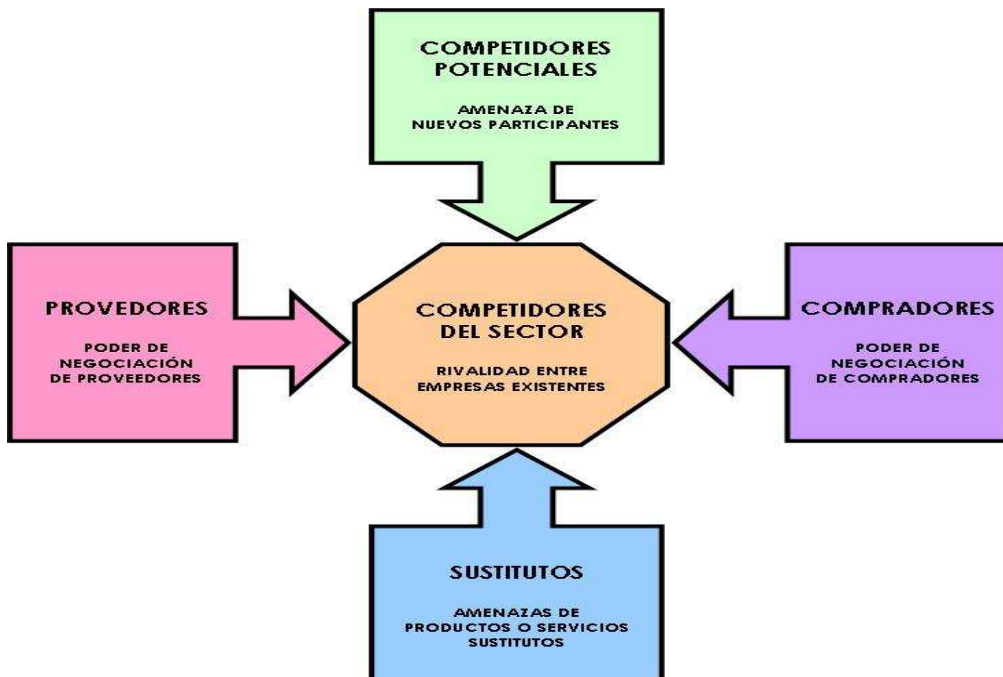 COMPETIDORES
POTENCIALES
AMENAZA DE
NUEVOS PARTICIPANTES
PROVEDORES
PODER DE
NEGOCIACIÓN
DE PROVEEDORES
COMPETIDORES
DEL SECTOR
RIVALIDAD ENTRE
EMPRESAS EXISTENTES
COMPRADORES
PODER DE
NEGOCIACIÓN
DE COMPRADORES
SUSTITUTOS
AMENAZAS DE
PRODUCTOS O SERVICIOS
SUSTITUTOS